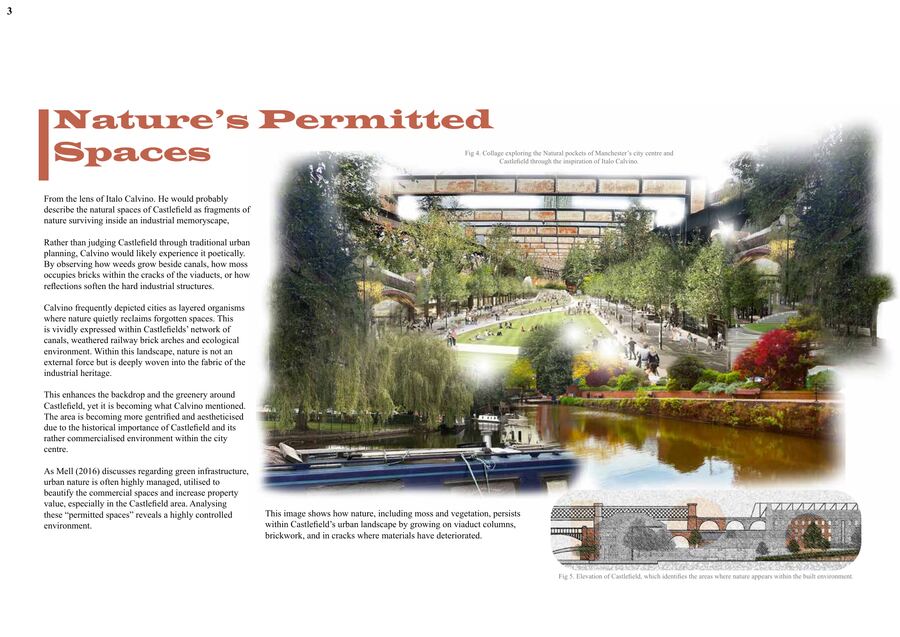 3
Nature's Permitted
Spaces
Fig 4. Collage exploring the Natural pockets of Manchester's city centre and
Castlefield through the inspiration of Italo Calvino.
From the lens of Italo Calvino. He would probably
describe the natural spaces of Castlefield as fragments of
nature surviving inside an industrial memoryscape,
Rather than judging Castlefield through traditional urban
planning, Calvino would likely experience it poetically.
By observing how weeds grow beside canals, how moss
occupies bricks within the cracks of the viaducts, or how
reflections soften the hard industrial structures.
Calvino frequently depicted cities as layered organisms
where nature quietly reclaims forgotten spaces. This
is vividly expressed within Castlefields' network of
canals, weathered railway brick arches and ecological
environment. Within this landscape, nature is not an
external force but is deeply woven into the fabric of the
industrial heritage.
This enhances the backdrop and the greenery around
Castlefield, yet it is becoming what Calvino mentioned.
The area is becoming more gentrified and aestheticised
due to the historical importance of Castlefield and its
rather commercialised environment within the city
centre.
As Mell (2016) discusses regarding green infrastructure,
urban nature is often highly managed, utilised to
beautify the commercial spaces and increase property
value, especially in the Castlefield area. Analysing
these “permitted spaces” reveals a highly controlled
environment.
This image shows how nature, including moss and vegetation, persists
within Castlefield's urban landscape by growing on viaduct columns,
brickwork, and in cracks where materials have deteriorated.
Fig 5. Elevation of Castlefield, which identifies the areas where nature appears within the built environment.